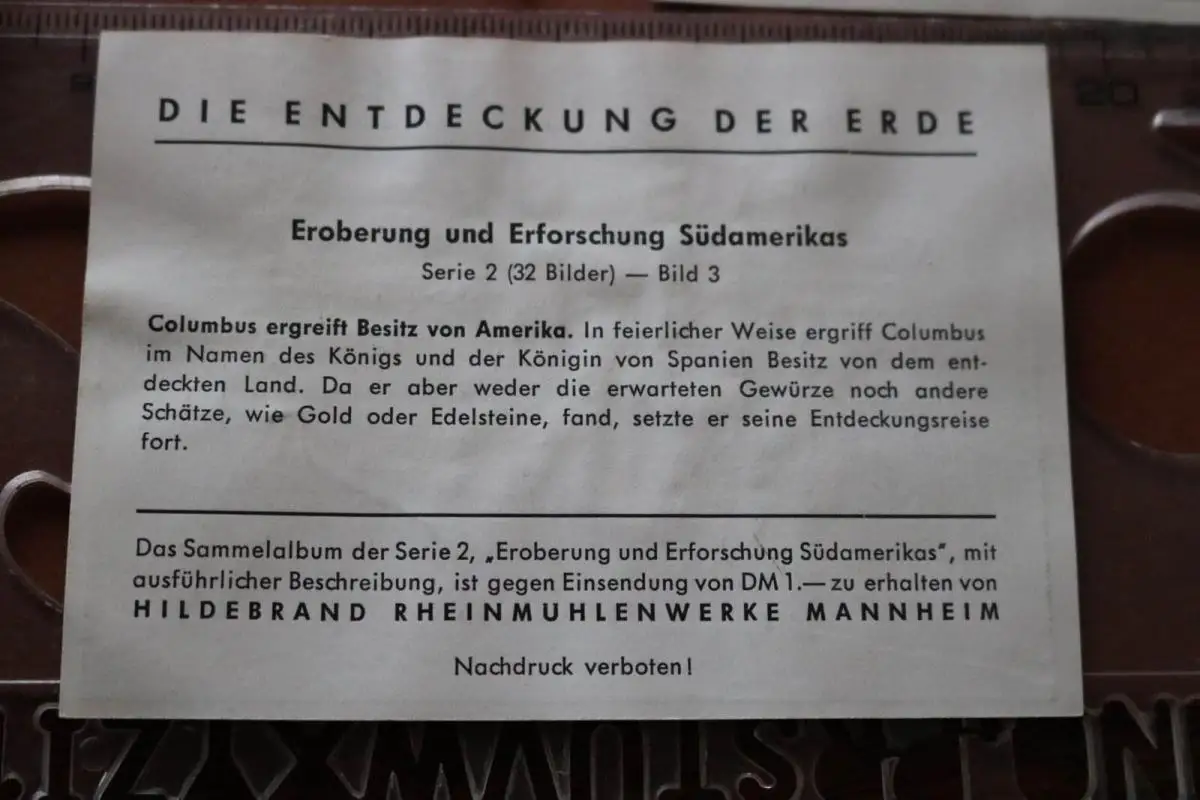 DIE ENTDECKUNG DER ERDE
Eroberung und Erforschung Südamerikas
Serie 2 (32 Bilder) — Bild 3
Columbus ergreift Besitz von Amerika. In feierlicher Weise ergriff Columbus
im Namen des Königs und der Königin von Spanien Besitz von dem ent-
deckten Land. Da er aber weder die erwarteten Gewürze noch andere
Schätze, wie Gold oder Edelsteine, fand, setzte er seine Entdeckungsreise
fort.
Das Sammelalbum der Serie 2, „Eroberung und Erforschung Südamerikas", mit
ausführlicher Beschreibung, ist gegen Einsendung von DM 1.— zu erhalten von
HILDEBRAND RHEINMUHLENWERKE MANNHEIM
Nachdruck verboten!